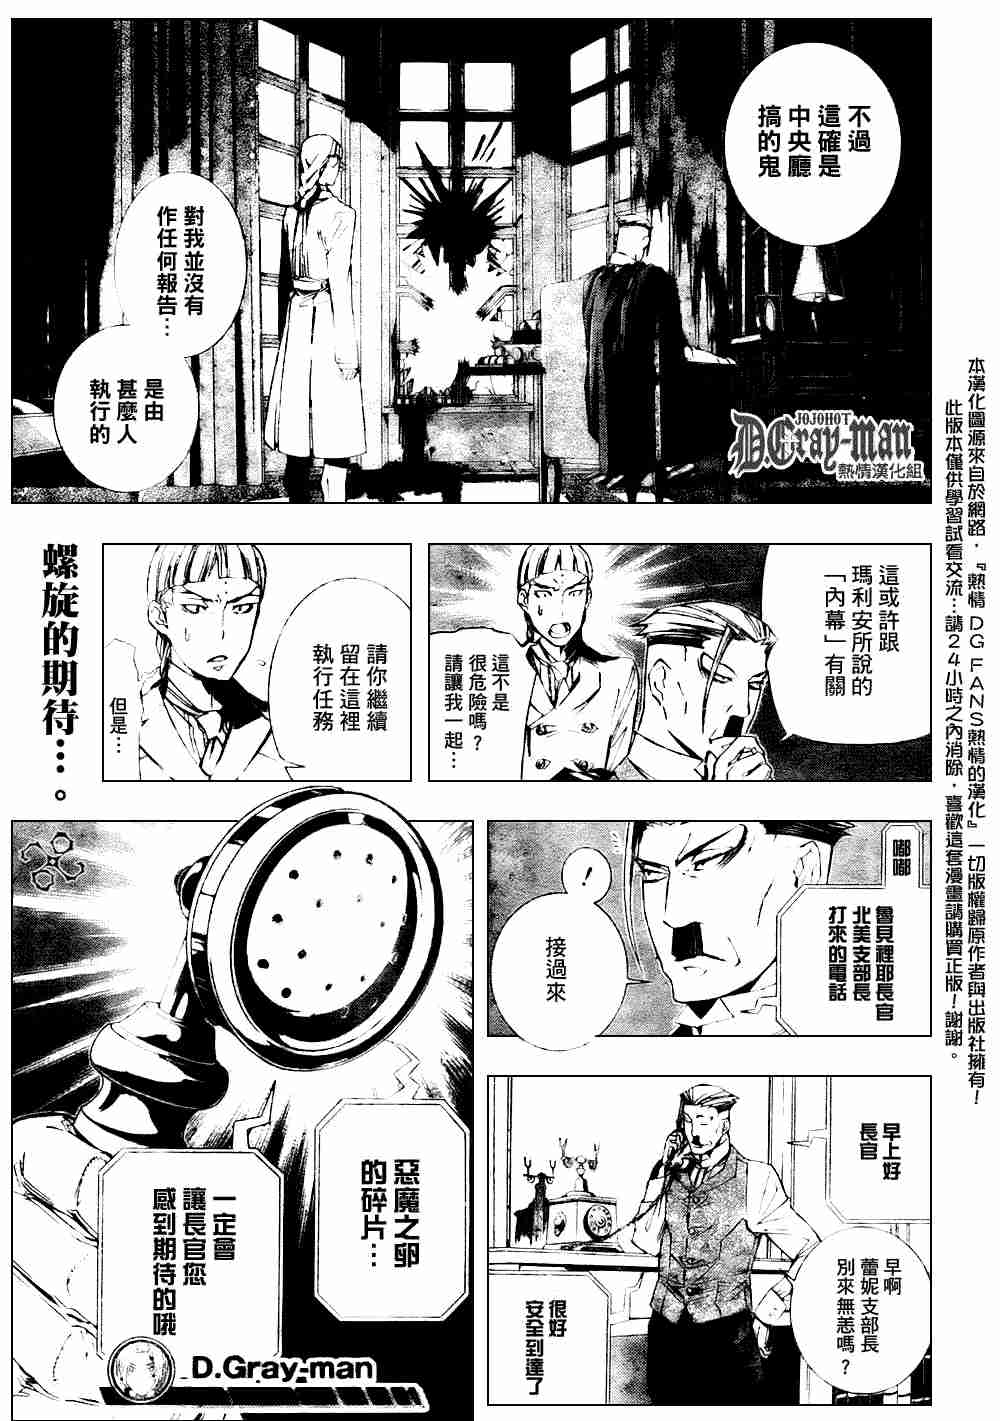 不過
這確是
中央廳
搞的鬼
對我並沒有
作任何報告…
是由
甚麼人
執行的
JOJOHOT
D.Gray-Man
熱情漢化組
這或許跟
瑪利安所說的
「內幕」有關
這不是
很危險嗎?
請讓我一起…
請你繼續
留在這裡
執行任務
但是…
螺旋的期待…。
嘟嘟
魯見裡耶長官
北美支部長
打來的電話
!
接過來
早上好
長官
早啊
蕾妮支部長
別來無恙嗎?
很好
安全到達了
惡魔之卵
的碎片…
一定會
讓長官您
感到期待的哦
D.Gray-man
本漢化圖源來自於網路.『熱情DG FANS熱情的漢化』一切版權歸原作者與出版社擁有!
此版本僅供學習試看交流…請24小時之內消除.喜歡這套漫畫請購買正版!謝謝。